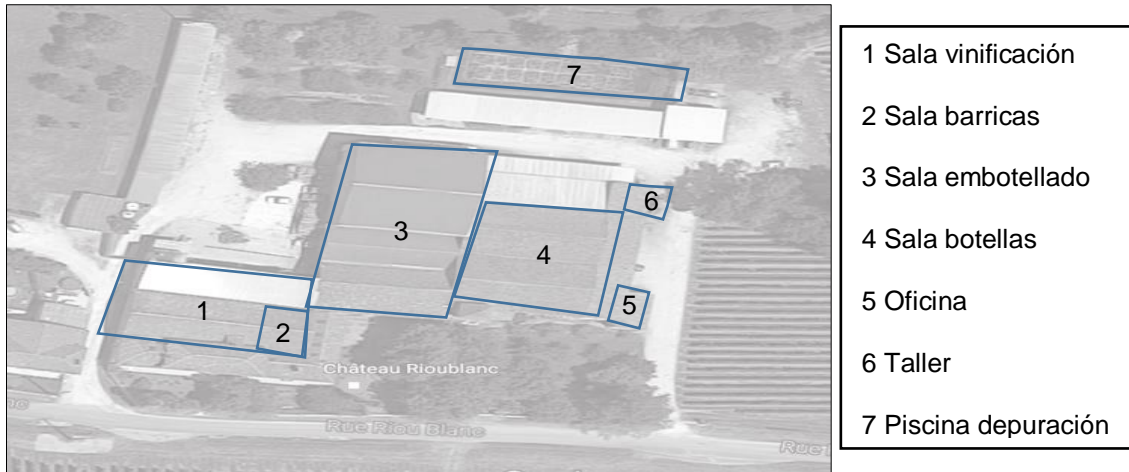 7
6
3
4
1
5
2
Château Rioublanc
Rue Riou Blanc
Rue
1 Sala vinificación
2 Sala barricas
3 Sala embotellado
4 Sala botellas
5 Oficina
6 Taller
7 Piscina depuración